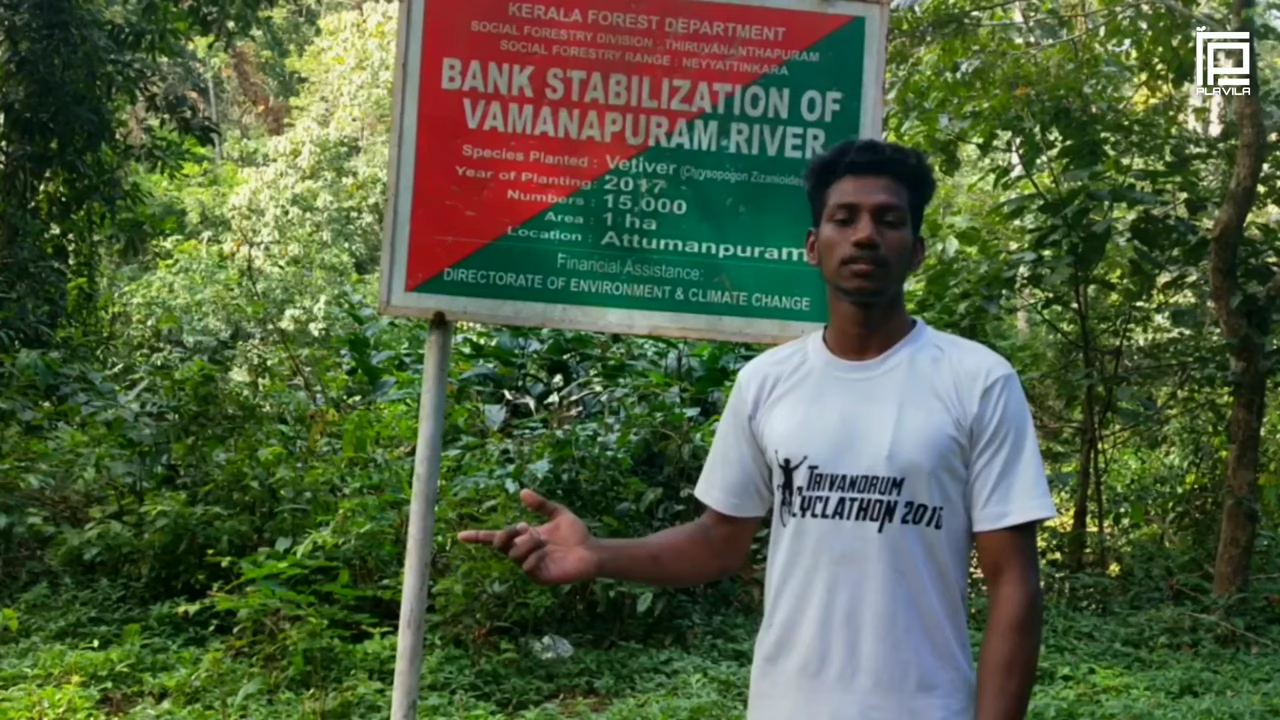 KERALA FOREST DEPARTMENT
SOCIAL FORESTRY DIVISION : THIRUVANANTHAPURAM
SOCIAL FORESTRY RANGE : NEYYATTINKARA
BANK STABILIZATION OF
VAMANAPURAM RIVER
Species Planted : Vetiver (Chrysopogon Zizanioides
Year of Planting: 2017
Numbers : 15,000
Area : 1 ha
Location : Attumanpuram
Financial Assistance:
DIRECTORATE OF ENVIRONMENT & CLIMATE CHANGE
PLAVILA
TRIVANDRUM
CYCLATHON 2016